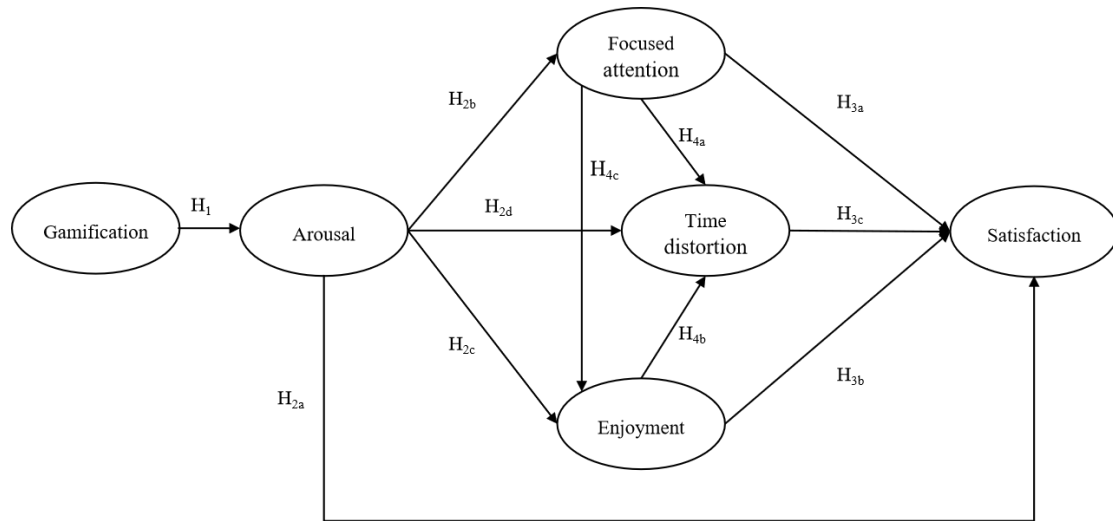 Focused
attention
H2b
H3a
H4a
H4c
H1
H2d
H3c
Gamification
Arousal
Time
distortion
Satisfaction
H2c
H4b
H2a
H3b
Enjoyment